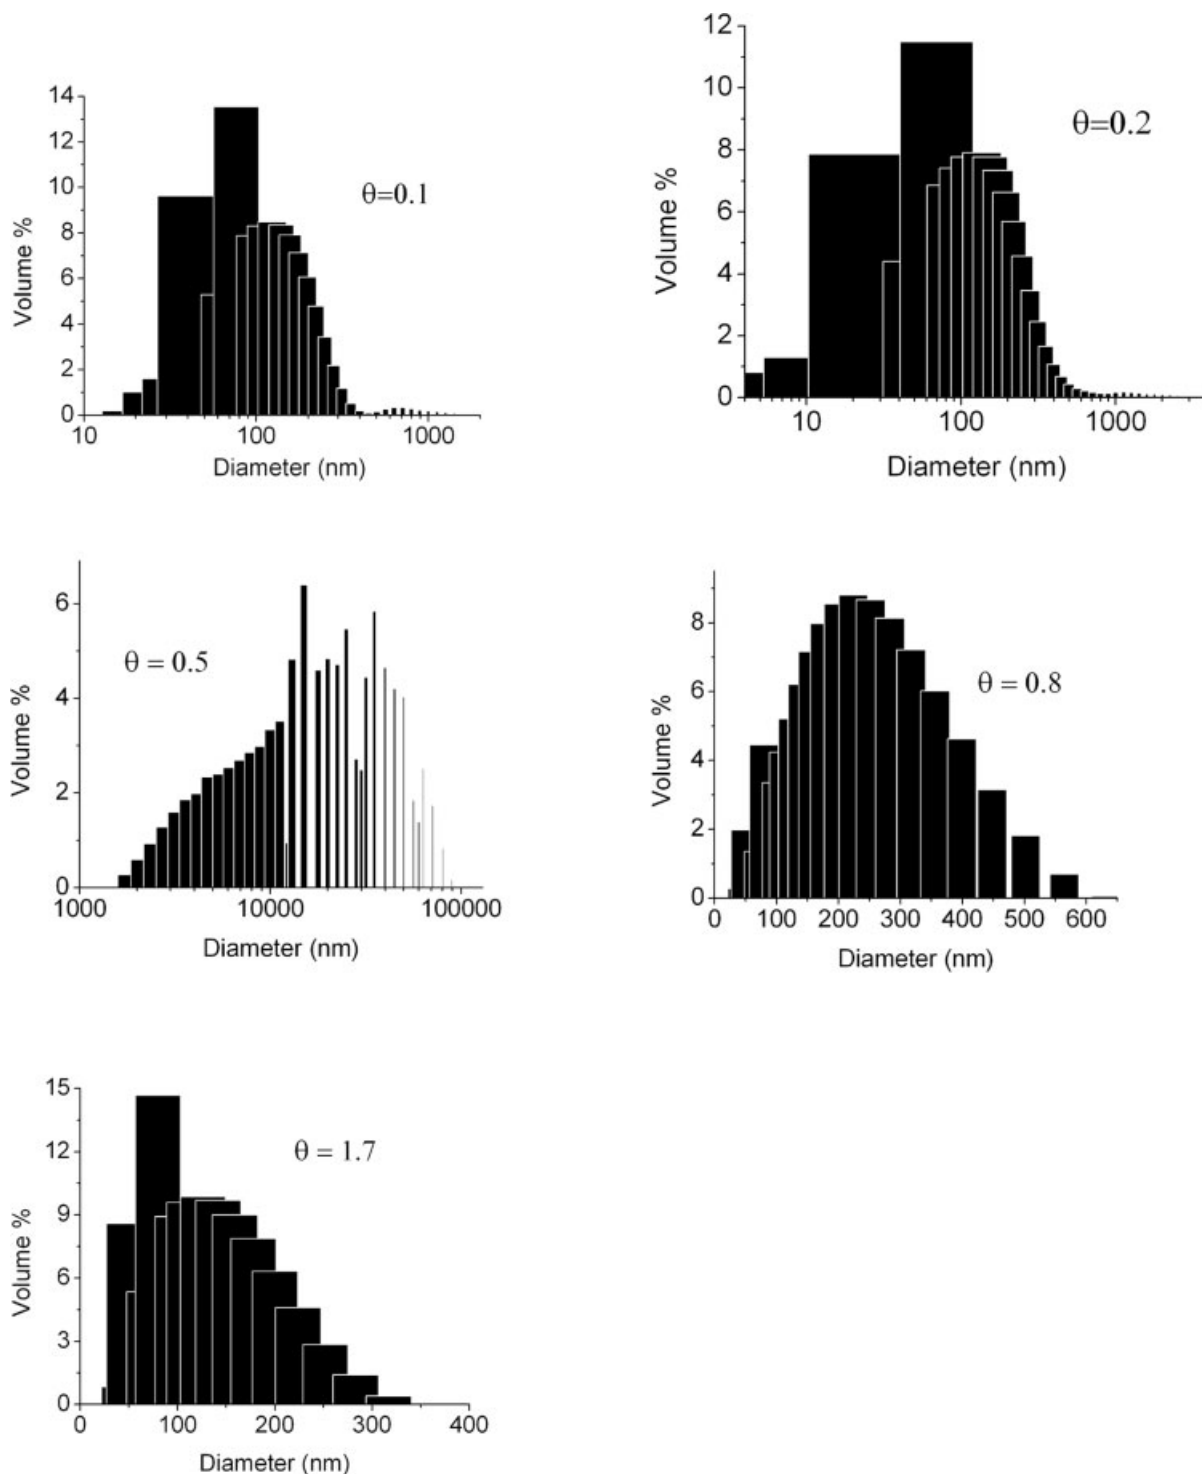 14
12
10
8
6
4
2
0
Volume %
θ=0.1
10 100 1000
Diameter (nm)
12
10
8
6
4
2
0
Volume %
θ=0.2
10 100 1000
Diameter (nm)
6
4
2
0
Volume %
θ = 0.5
1000 10000 100000
Diameter (nm)
8
6
4
2
0
Volume %
θ = 0.8
0 100 200 300 400 500 600
Diameter (nm)
15
12
9
6
3
0
Volume %
θ = 1.7
0 100 200 300 400
Diameter (nm)